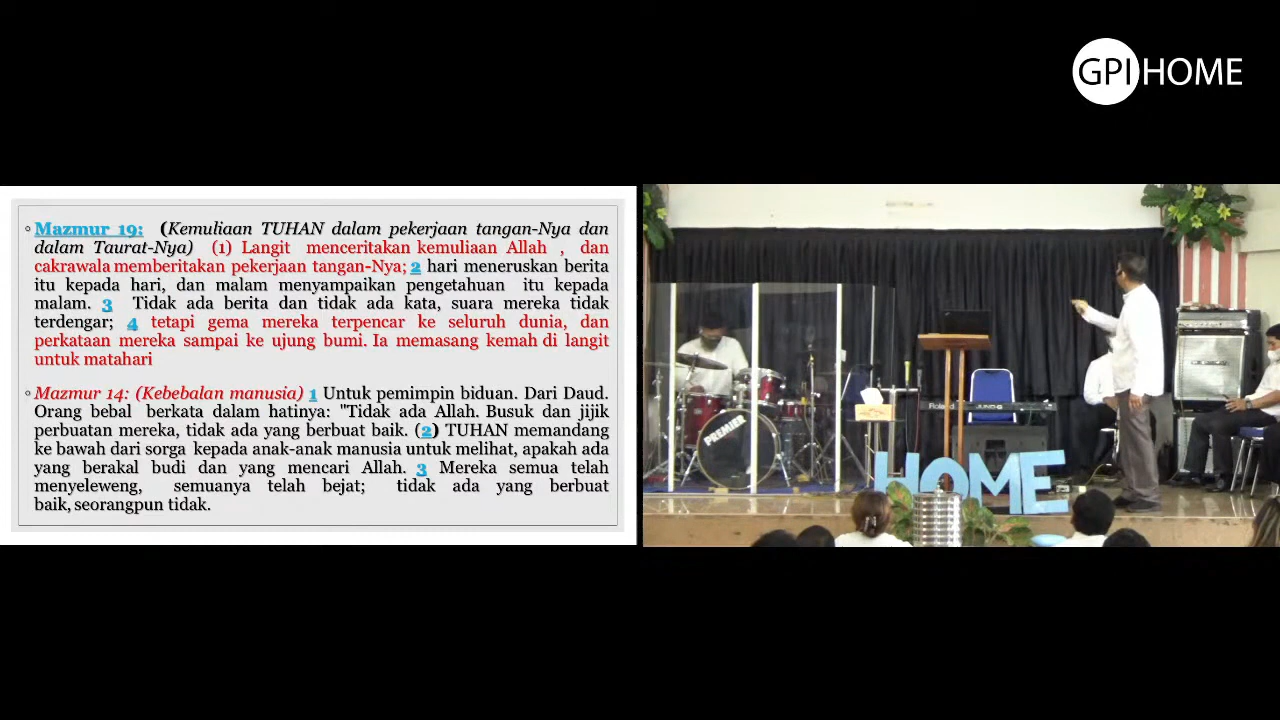 GPI HOME
◦ Mazmur 19: (Kemuliaan TUHAN dalam pekerjaan tangan-Nya dan
dalam Taurat-Nya) (1) Langit menceritakan kemuliaan Allah , dan
cakrawala memberitakan pekerjaan tangan-Nya; 2 hari meneruskan berita
itu kepada hari, dan malam menyampaikan pengetahuan itu kepada
malam. 3 Tidak ada berita dan tidak ada kata, suara mereka tidak
terdengar; 4 tetapi gema mereka terpencar ke seluruh dunia, dan
perkataan mereka sampai ke ujung bumi. Ia memasang kemah di langit
untuk matahari
◦ Mazmur 14: (Kebebalan manusia) 1 Untuk pemimpin biduan. Dari Daud.
Orang bebal berkata dalam hatinya: "Tidak ada Allah. Busuk dan jijik
perbuatan mereka, tidak ada yang berbuat baik. (2) TUHAN memandang
ke bawah dari sorga kepada anak-anak manusia untuk melihat, apakah ada
yang berakal budi dan yang mencari Allah. 3 Mereka semua telah
menyeleweng, semuanya telah bejat; tidak ada yang berbuat
baik, seorangpun tidak.
PREMIER
Roland JUNO-G
HOME